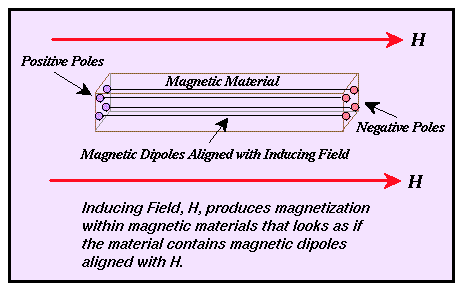 H
Positive Poles
Magnetic Material
Negative Poles
Magnetic Dipoles Aligned with Inducing Field
H
Inducing Field, H, produces magnetization
within magnetic materials that looks as if
the material contains magnetic dipoles
aligned with H.